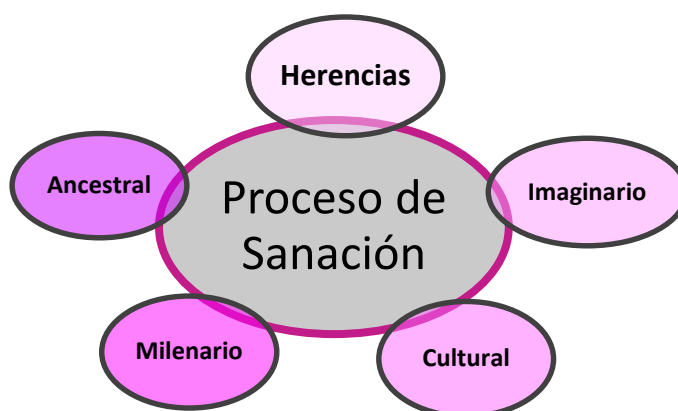 Herencias
Ancestral
Imaginario
Proceso de
Sanación
Milenario
Cultural